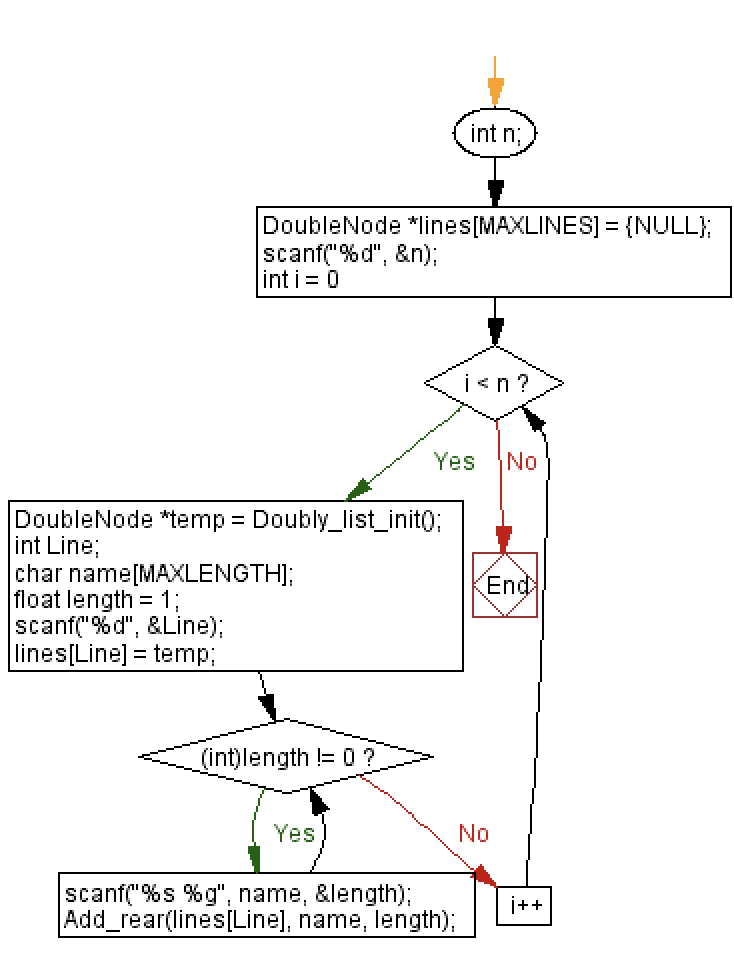 int n;
DoubleNode *lines[MAXLINES] = {NULL};
scanf("%d", &n);
int i = 0
i < n ?
Yes
No
DoubleNode *temp = Doubly_list_init();
int Line;
char name[MAXLENGTH];
float length = 1;
scanf("%d", &Line);
lines[Line] = temp;
End
(int)length != 0 ?
Yes
No
scanf("%s %g", name, &length);
Add_rear(lines[Line], name, length);
i++